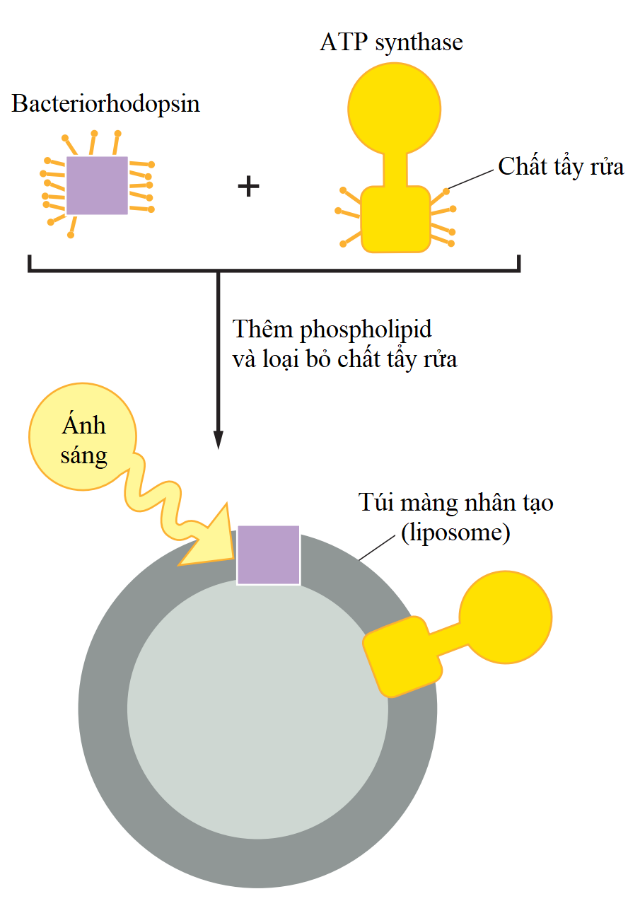 ATP synthase
Bacteriorhodopsin
Chất tẩy rửa
+
Thêm phospholipid
và loại bỏ chất tẩy rửa
Ánh
sáng
Túi màng nhân tạo
(liposome)